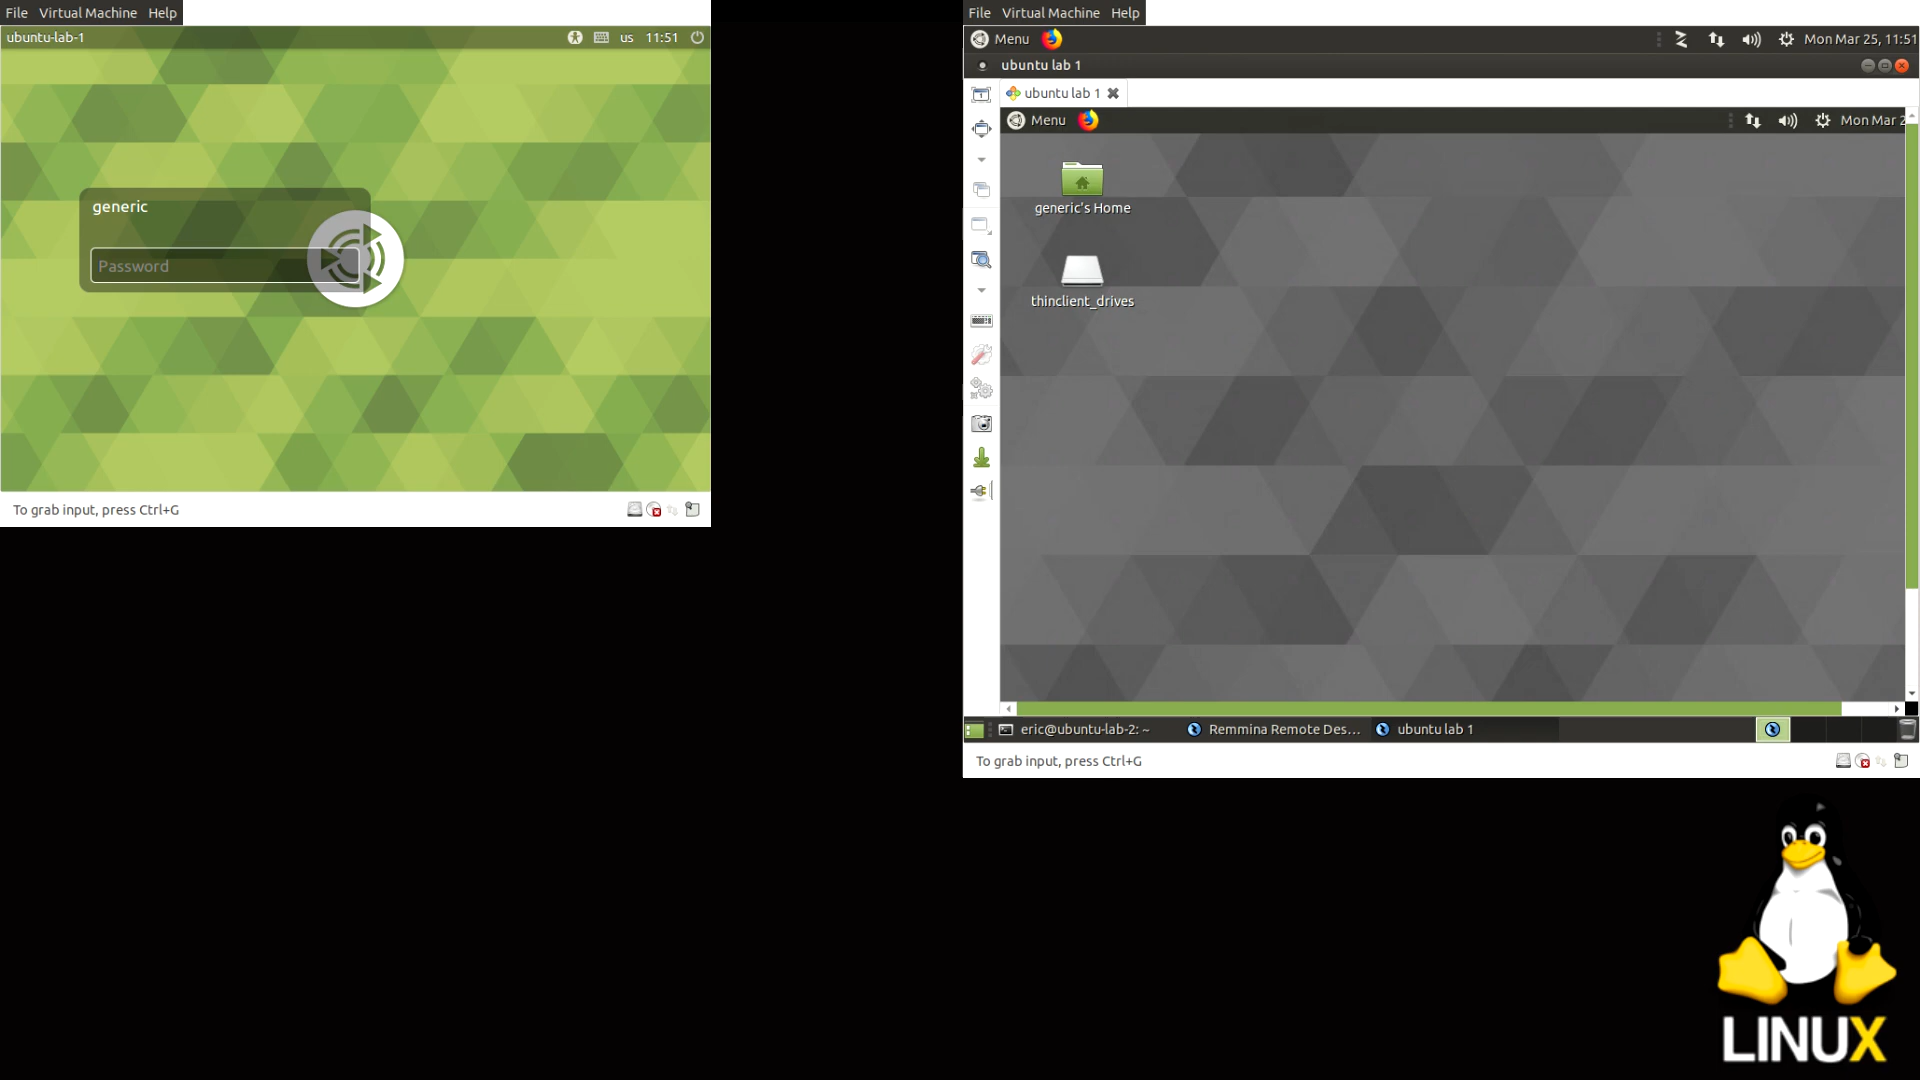 File Virtual Machine Help
ubuntu-lab-1
us 11:51
generic
Password
To grab input, press Ctrl+G
File Virtual Machine Help
Menu
Mon Mar 25, 11:51
ubuntu lab 1
ubuntu lab 1
Menu
Mon Mar 2
generic's Home
thinclient_drives
eric@ubuntu-lab-2: ~
Remmina Remote Des...
ubuntu lab 1
To grab input, press Ctrl+G
LINUX